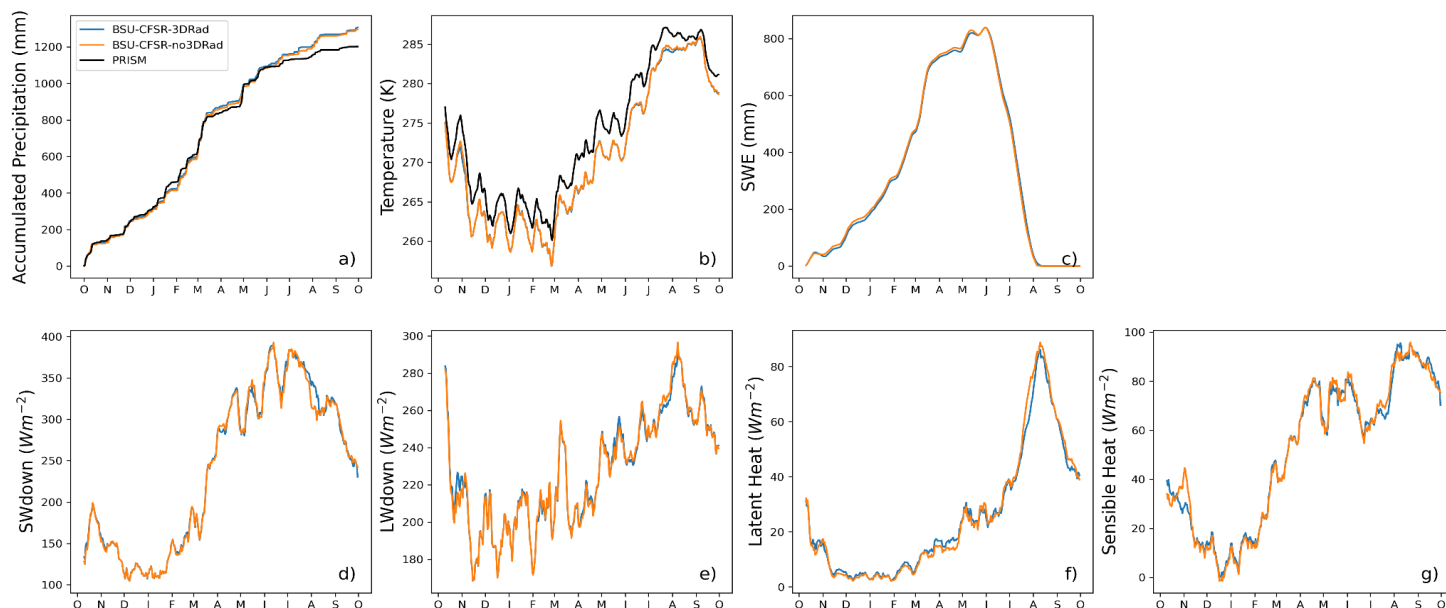 Accumulated Precipitation (mm)
1200
1000
800
600
400
200
0
BSU-CFSR-3DRad
BSU-CFSR-no3DRad
PRISM
a)
O N D J F M A M J J A S O
Temperature (K)
285
280
275
270
265
260
b)
O N D J F M A M J J A S O
SWE (mm)
800
600
400
200
0
c)
O N D J F M A M J J A S O
SWdown (Wm⁻²)
400
350
300
250
200
150
100
d)
O N D J F M A M J J A S O
LWdown (Wm⁻²)
300
280
260
240
220
200
180
e)
O N D J F M A M J J A S O
Latent Heat (Wm⁻²)
80
60
40
20
0
f)
O N D J F M A M J J A S O
Sensible Heat (Wm⁻²)
100
80
60
40
20
0
g)
O N D J F M A M J J A S O